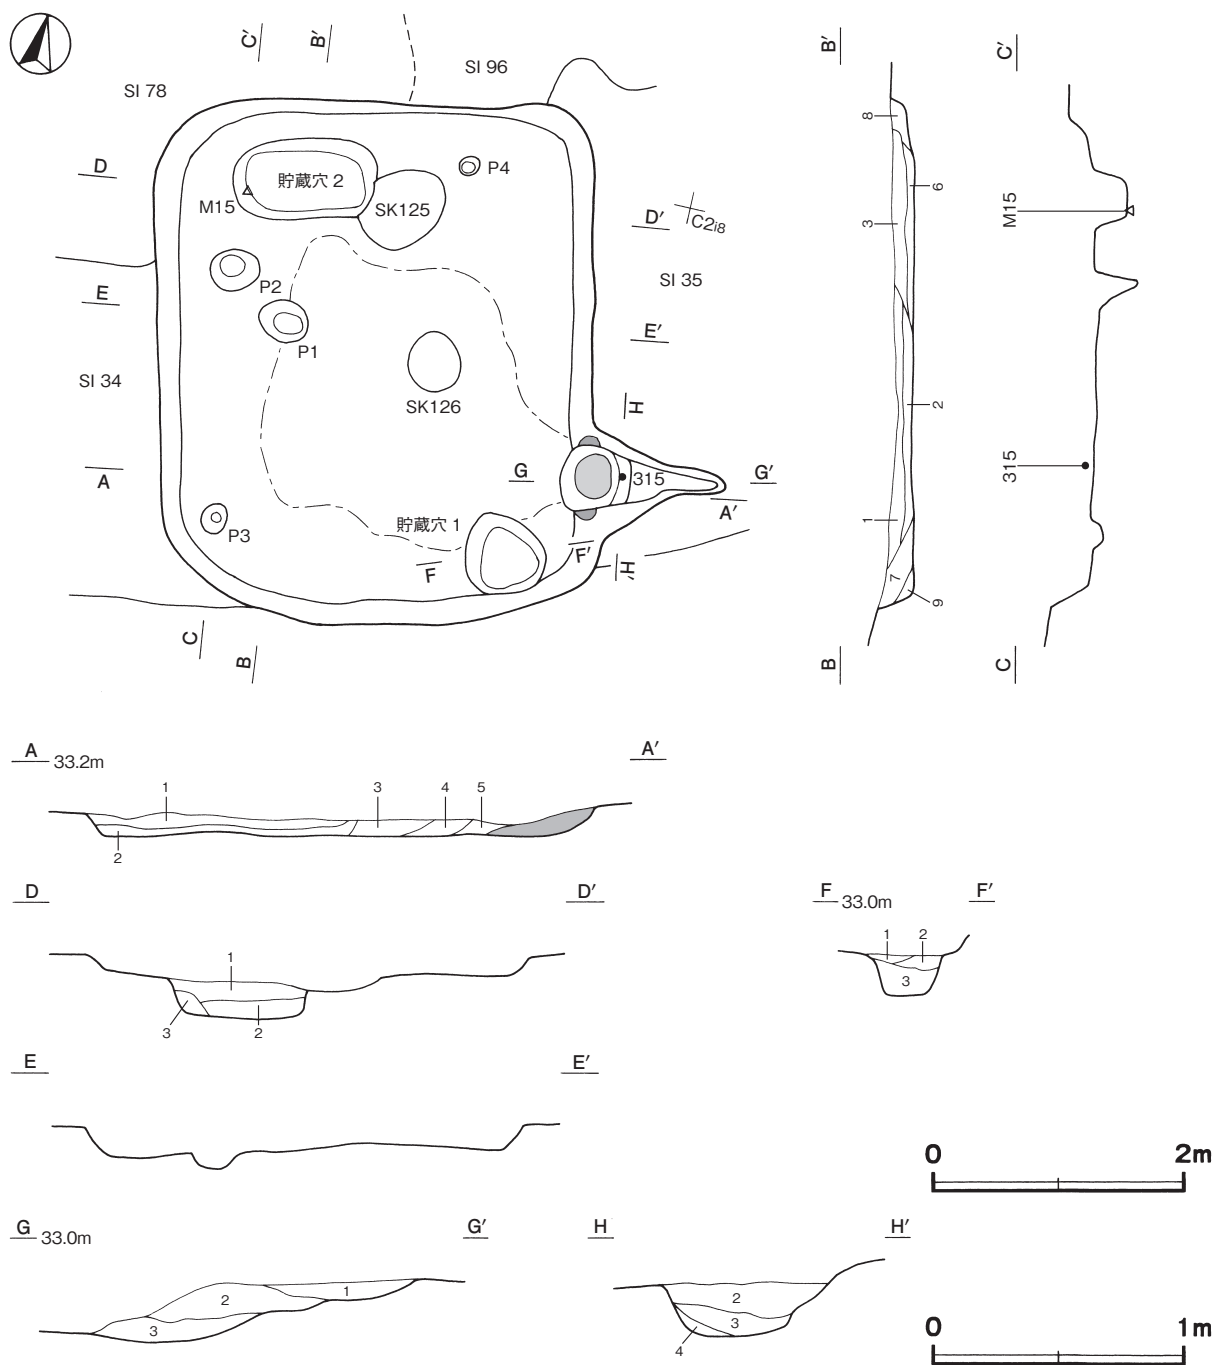 C′
B′
SI 96
SI 78
D
貯蔵穴 2
P4
M15
SK125
D′
C2i8
P2
E
SI 35
P1
E′
SI 34
SK126
H
A
G
315
G′
A′
P3
貯蔵穴 1
F
F′
H′
C
B
B′
8
6
3
2
1
7
9
B
C′
M15
315
C
A 33.2m
A′
1
3
4
5
2
D
D′
1
3
2
F 33.0m
F′
1
2
3
E
E′
0
2m
G 33.0m
G′
1
2
3
H
H′
2
3
4
0
1m